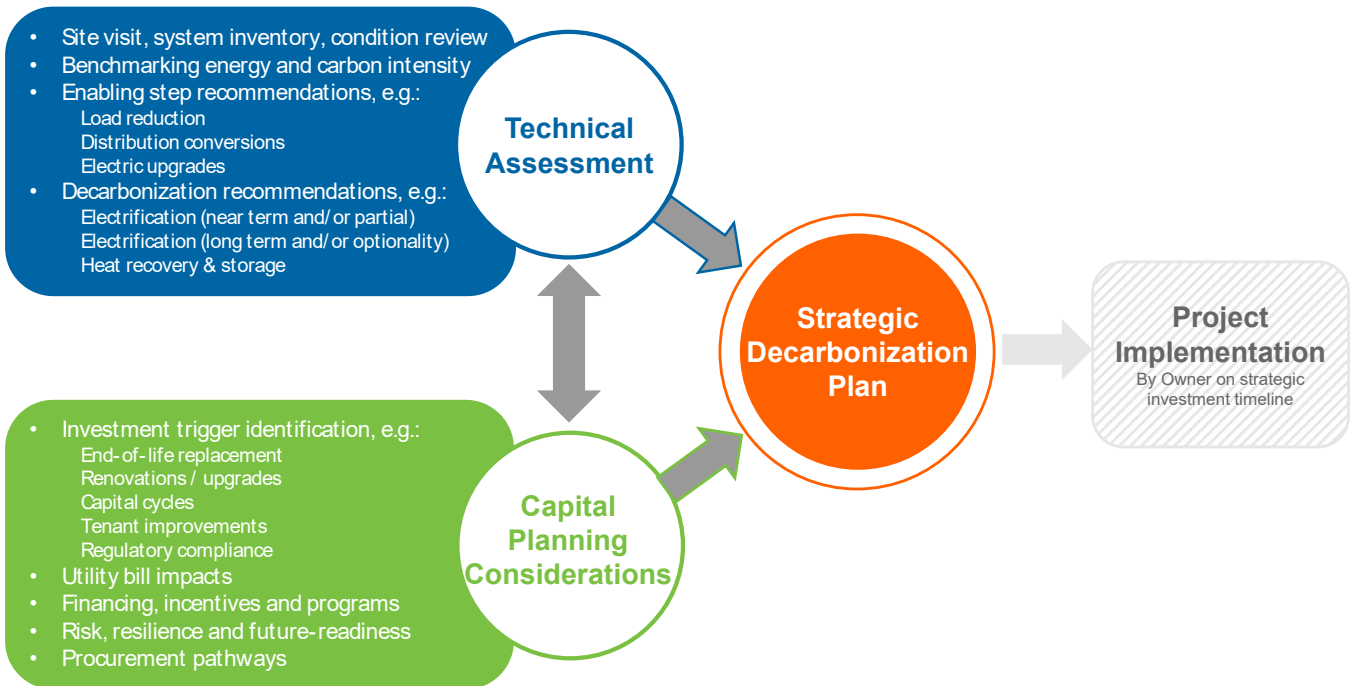 • Site visit, system inventory, condition review
• Benchmarking energy and carbon intensity
• Enabling step recommendations, e.g.:
Load reduction
Distribution conversions
Electric upgrades
• Decarbonization recommendations, e.g.:
Electrification (near term and/or partial)
Electrification (long term and/or optionality)
Heat recovery & storage
Technical
Assessment
• Investment trigger identification, e.g.:
End-of-life replacement
Renovations / upgrades
Capital cycles
Tenant improvements
Regulatory compliance
• Utility bill impacts
• Financing, incentives and programs
• Risk, resilience and future-readiness
• Procurement pathways
Capital
Planning
Considerations
Strategic
Decarbonization
Plan
Project
Implementation
By Owner on strategic
investment timeline